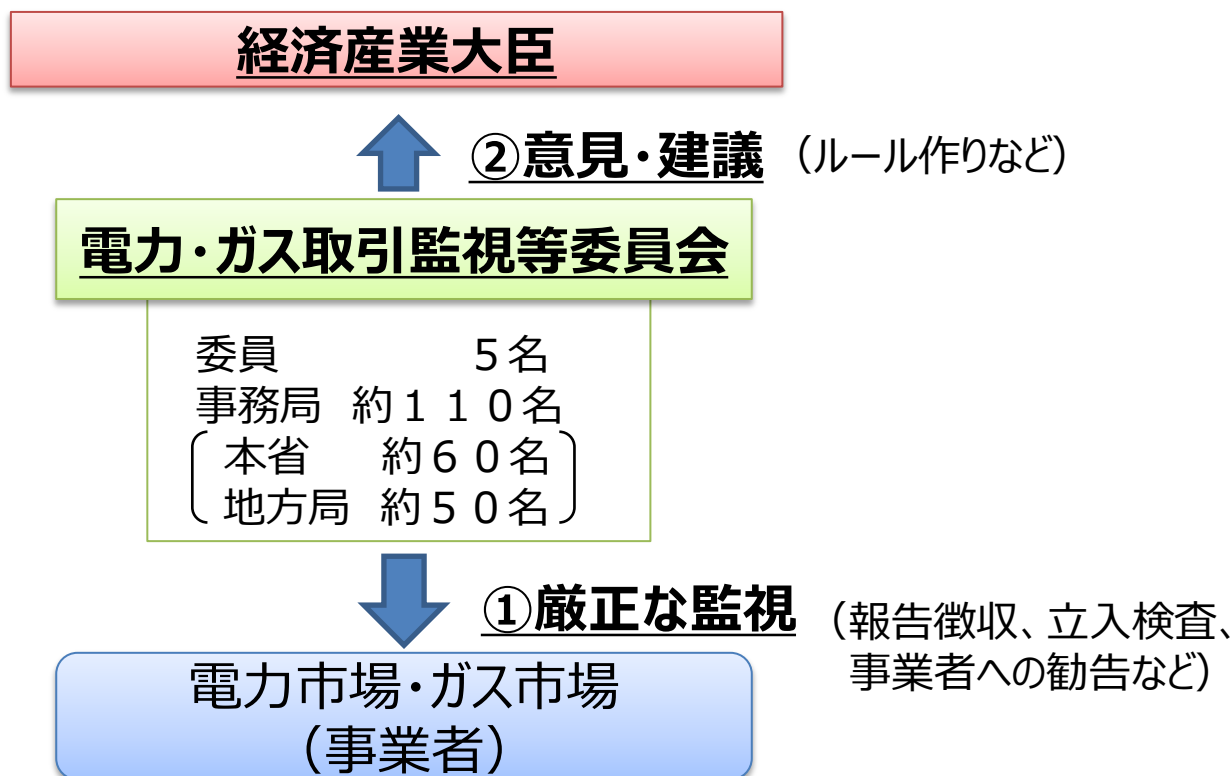 経済産業大臣
②意見・建議 （ルール作りなど）
電力・ガス取引監視等委員会
委員 ５名
事務局 約１１０名
本省 約６０名
地方局 約５０名
①厳正な監視 （報告徴収、立入検査、
事業者への勧告など）
電力市場・ガス市場
（事業者）